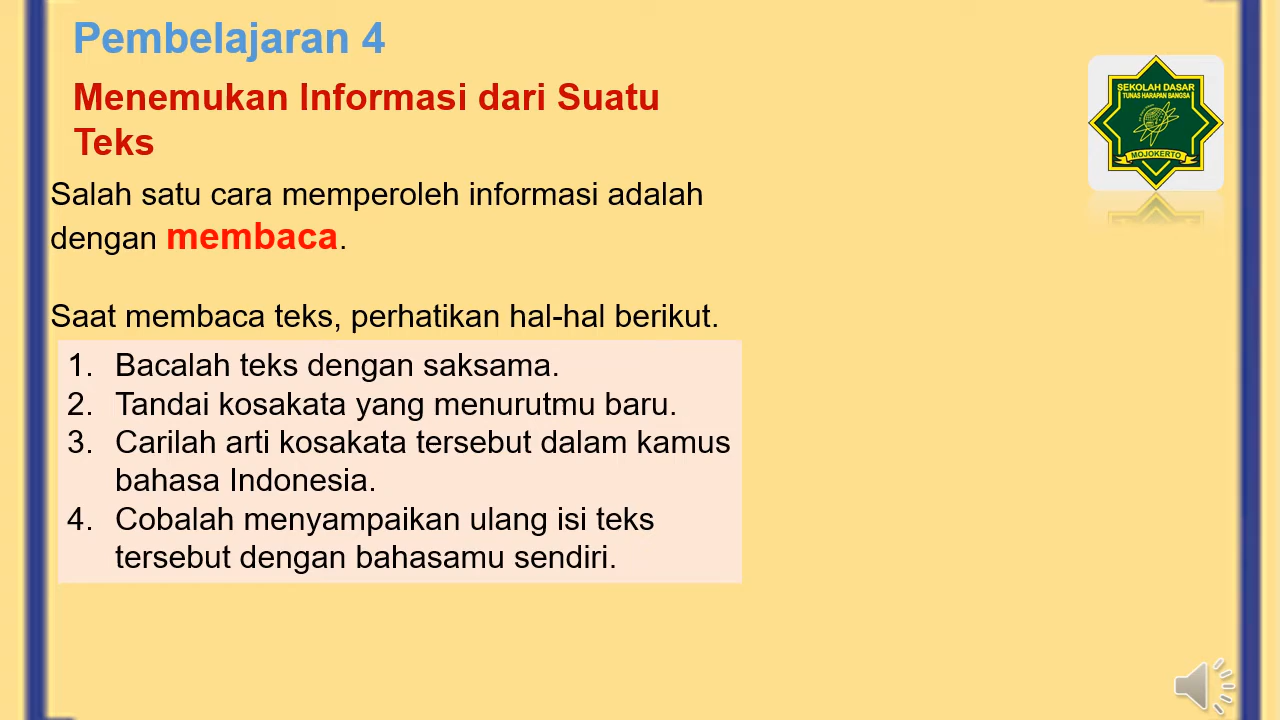 Pembelajaran 4
Menemukan Informasi dari Suatu
Teks
SEKOLAH DASAR
TUNAS HARAPAN BANGSA
MOJOKERTO
Salah satu cara memperoleh informasi adalah
dengan membaca.
Saat membaca teks, perhatikan hal-hal berikut.
1. Bacalah teks dengan saksama.
2. Tandai kosakata yang menurutmu baru.
3. Carilah arti kosakata tersebut dalam kamus
bahasa Indonesia.
4. Cobalah menyampaikan ulang isi teks
tersebut dengan bahasamu sendiri.